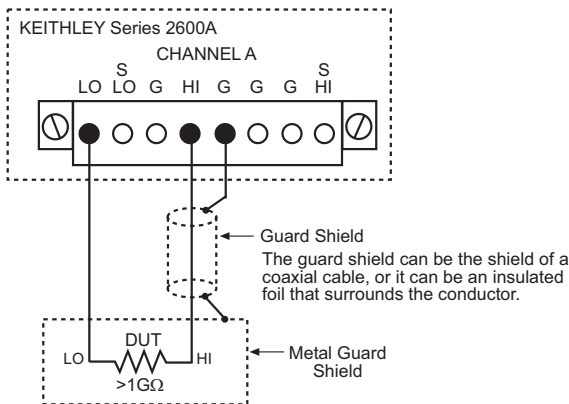 KEITHLEY Series 2600A
CHANNEL A
S S
LO LO G HI G G G HI
Guard Shield
The guard shield can be the shield of a
coaxial cable, or it can be an insulated
foil that surrounds the conductor.
DUT
LO HI
>1GΩ
Metal Guard
Shield